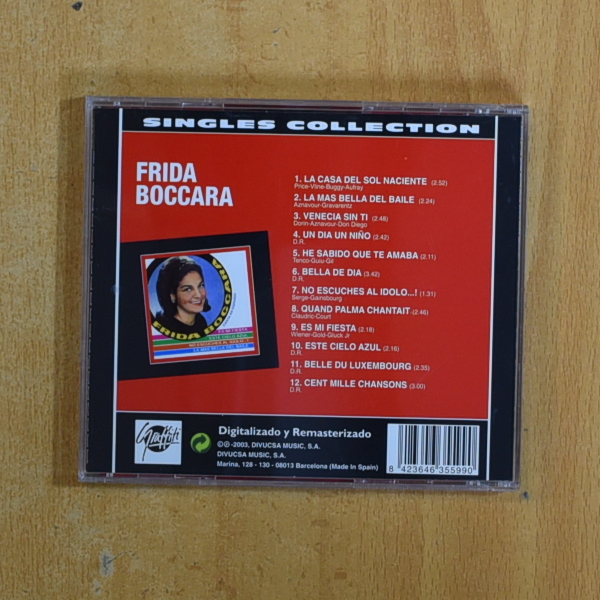 SINGLES COLLECTION
FRIDA
BOCCARA
1. LA CASA DEL SOL NACIENTE (2.52)
Price-Vline-Buggy-Aufray
2. LA MAS BELLA DEL BAILE (2.24)
Aznavour-Gravarentz
3. VENECIA SIN TI (2.48)
Dorin-Aznavour-Don Diego
4. UN DIA UN NIÑO (2.42)
D.R.
5. HE SABIDO QUE TE AMABA (2.11)
Tenco-Guiu-Gil
6. BELLA DE DIA (3.42)
D.R.
7. NO ESCUCHES AL IDOLO...! (1.31)
Serge-Gainsbourg
8. QUAND PALMA CHANTAIT (2.46)
Claudric-Court
9. ES MI FIESTA (2.18)
Wiener-Gold-Gluck Jr
10. ESTE CIELO AZUL (2.16)
D.R.
11. BELLE DU LUXEMBOURG (2.35)
D.R.
12. CENT MILLE CHANSONS (3.00)
D.R.
FRIDA BOCCARA
Graffiti
Digitalizado y Remasterizado
©℗-2003, DIVUCSA MUSIC, S.A.
DIVUCSA MUSIC, S.A.
Marina, 128 - 130 - 08013 Barcelona (Made In Spain)
8 423646 355990